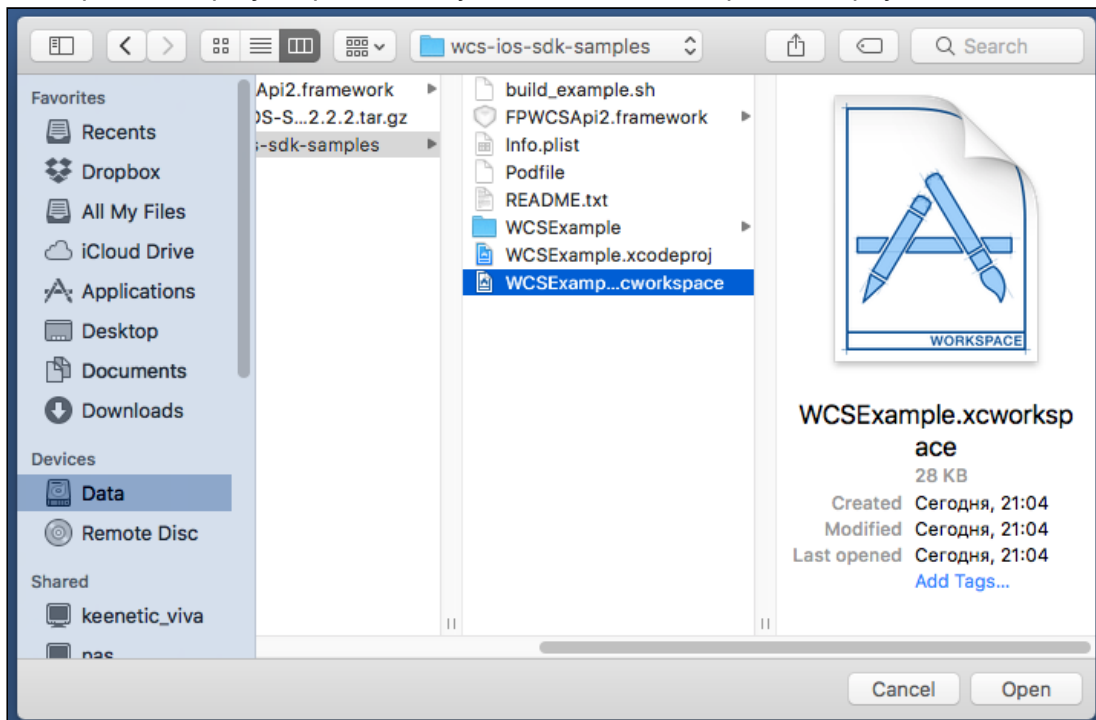 wcs-ios-sdk-samples
Search
Favorites
Recents
Dropbox
All My Files
iCloud Drive
Applications
Desktop
Documents
Downloads
Devices
Data
Remote Disc
Shared
keenetic_viva
nas
Api2.framework
OS-S...2.2.2.tar.gz
s-sdk-samples
build_example.sh
FPWCSApi2.framework
Info.plist
Podfile
README.txt
WCSExample
WCSExample.xcodeproj
WCSExamp...cworkspace
WORKSPACE
WCSExample.xcworksp
ace
28 KB
Created Сегодня, 21:04
Modified Сегодня, 21:04
Last opened Сегодня, 21:04
Add Tags...
Cancel Open